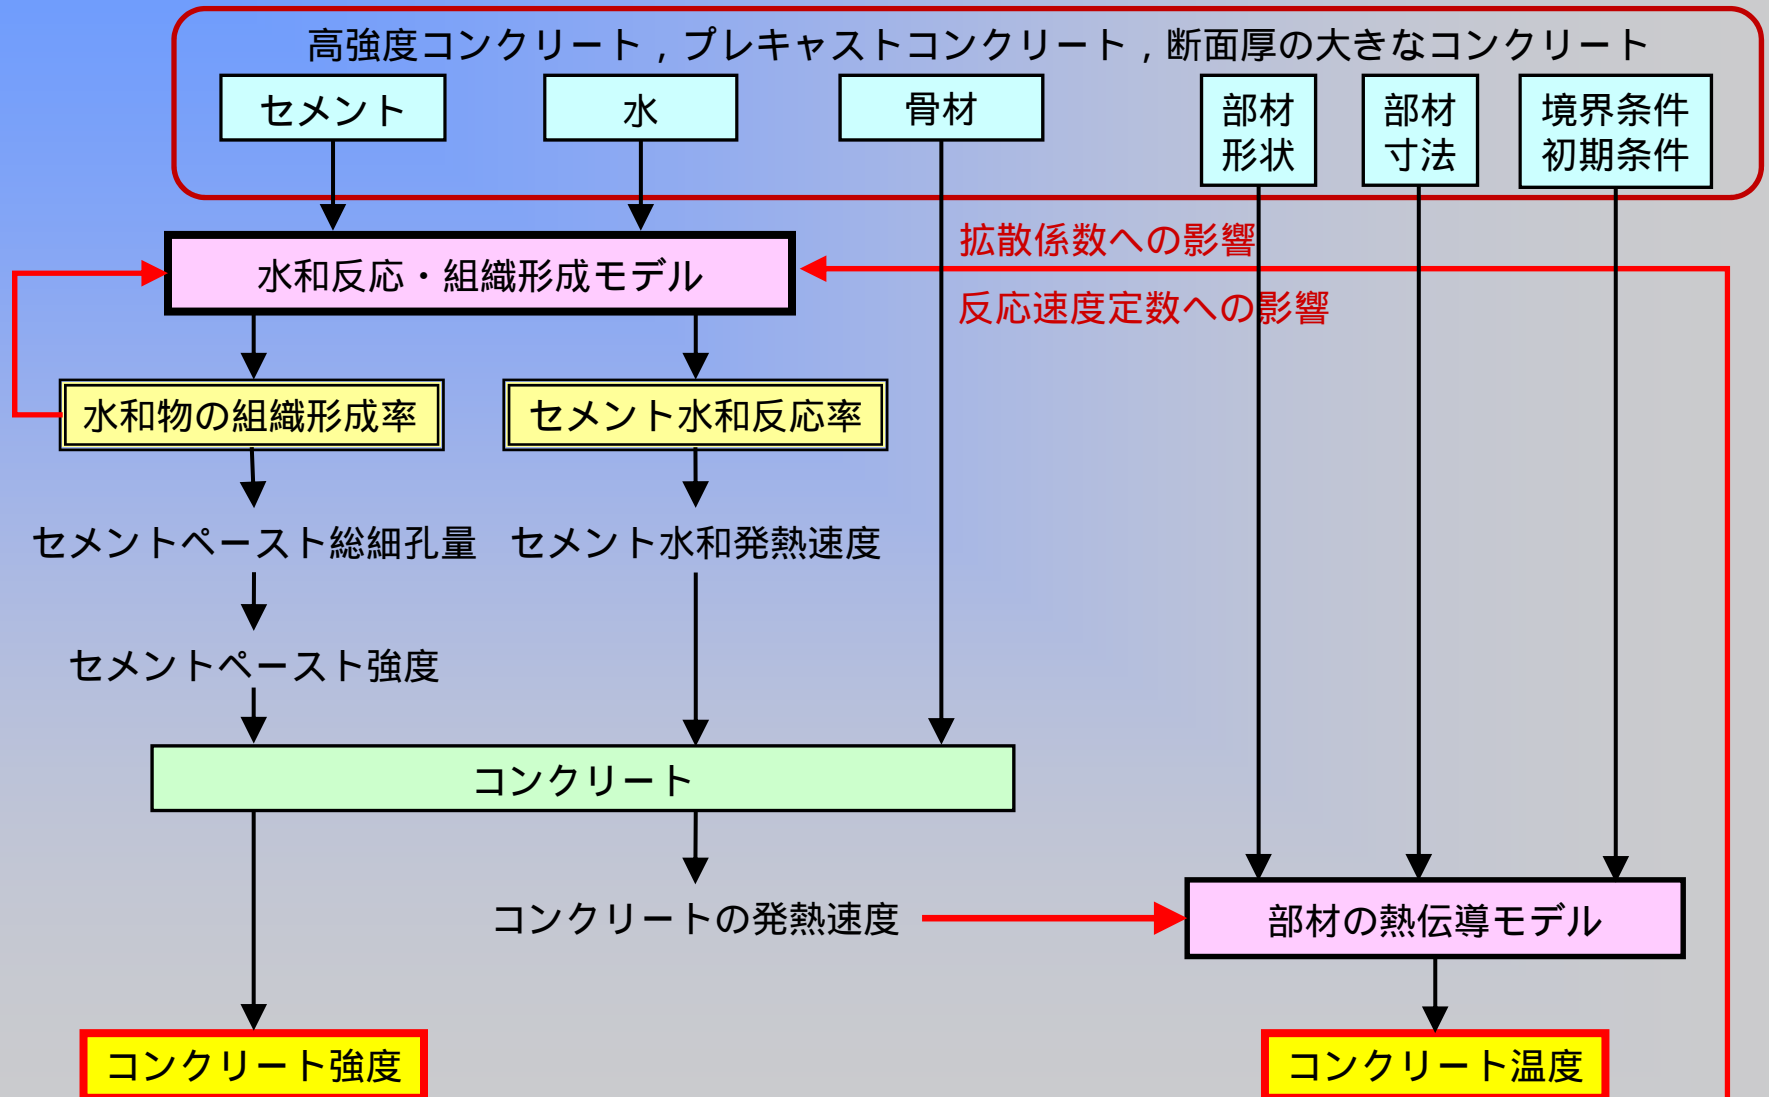 高強度コンクリート，プレキャストコンクリート，断面厚の大きなコンクリート
セメント
水
骨材
部材
形状
部材
寸法
境界条件
初期条件
拡散係数への影響
水和反応・組織形成モデル
反応速度定数への影響
水和物の組織形成率
セメント水和反応率
セメントペースト総細孔量
セメント水和発熱速度
セメントペースト強度
コンクリート
コンクリートの発熱速度
部材の熱伝導モデル
コンクリート強度
コンクリート温度